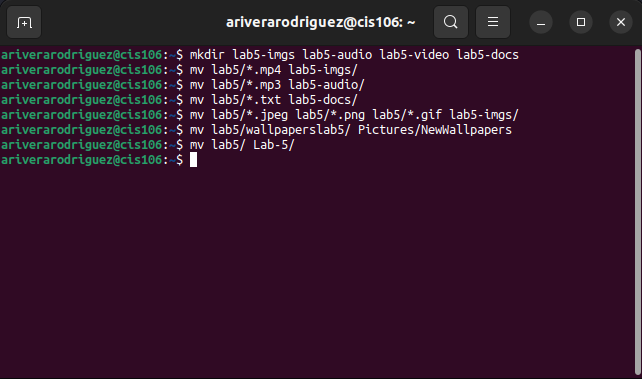 ariverarodriguez@cis106: ~
ariverarodriguez@cis106:~$ mkdir lab5-imgs lab5-audio lab5-video lab5-docs
ariverarodriguez@cis106:~$ mv lab5/*.mp4 lab5-imgs/
ariverarodriguez@cis106:~$ mv lab5/*.mp3 lab5-audio/
ariverarodriguez@cis106:~$ mv lab5/*.txt lab5-docs/
ariverarodriguez@cis106:~$ mv lab5/*.jpeg lab5/*.png lab5/*.gif lab5-imgs/
ariverarodriguez@cis106:~$ mv lab5/wallpaperslab5/ Pictures/NewWallpapers
ariverarodriguez@cis106:~$ mv lab5/ Lab-5/
ariverarodriguez@cis106:~$